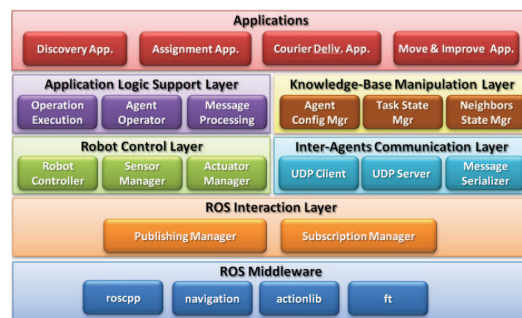 Applications
Discovery App.
Assignment App.
Courier Deliv. App.
Move & Improve App.
Application Logic Support Layer
Operation
Execution
Agent
Operator
Message
Processing
Knowledge-Base Manipulation Layer
Agent
Config Mgr
Task State
Mgr
Neighbors
State Mgr
Robot Control Layer
Robot
Controller
Sensor
Manager
Actuator
Manager
Inter-Agents Communication Layer
UDP Client
UDP Server
Message
Serializer
ROS Interaction Layer
Publishing Manager
Subscription Manager
ROS Middleware
roscpp
navigation
actionlib
ft